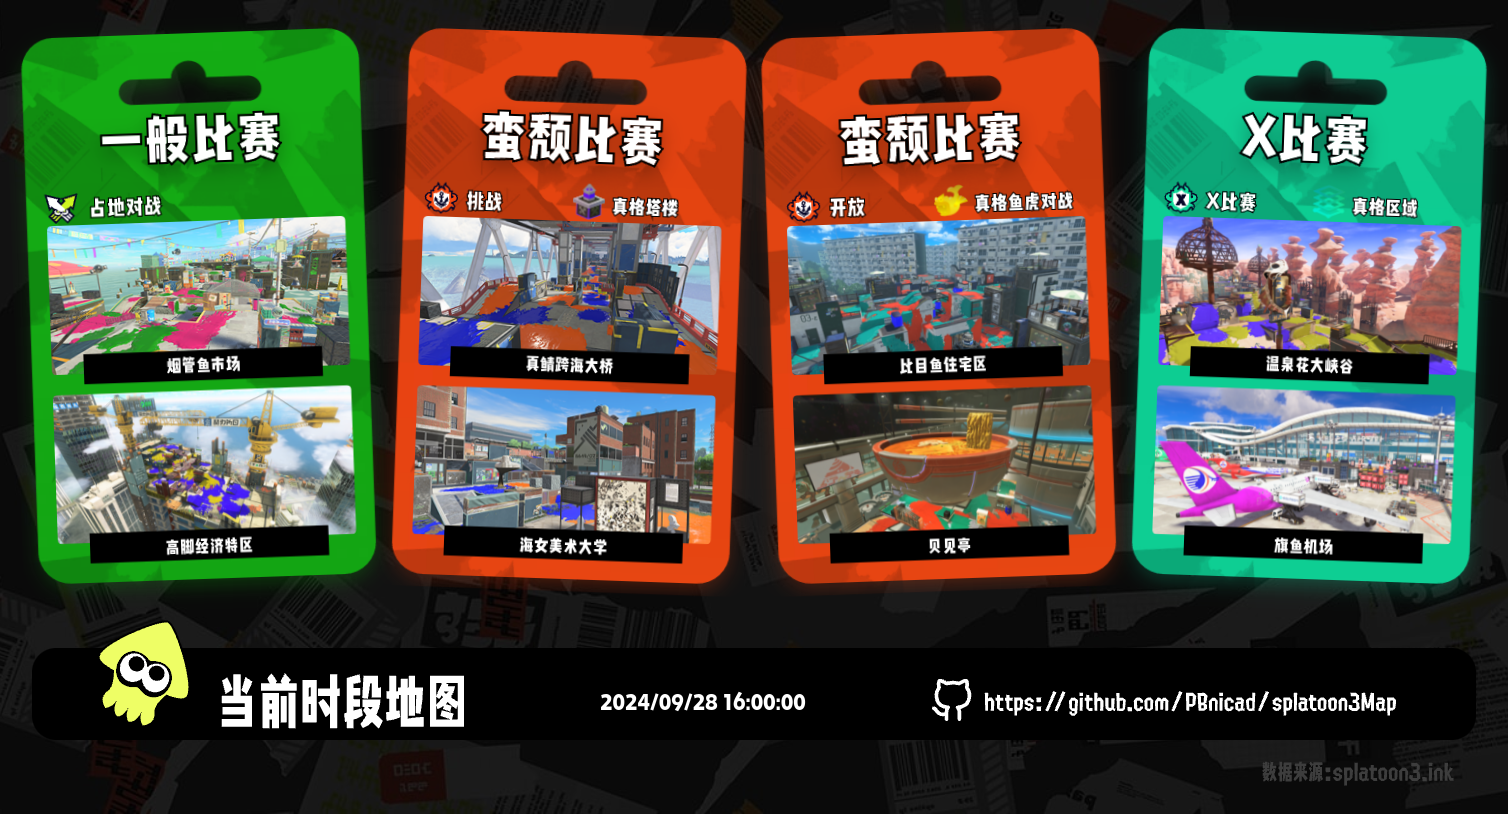 一般比赛
占地对战
烟管鱼市场
高脚经济特区
蛮颓比赛
挑战
真格塔楼
真鲭跨海大桥
海女美术大学
蛮颓比赛
开放
真格鱼虎对战
比目鱼住宅区
贝见亭
X比赛
X比赛
真格区域
温泉花大峡谷
旗鱼机场
当前时段地图
2024/09/28 16:00:00
https://github.com/PBnicad/splatoon3Map
数据来源:splatoon3.ink